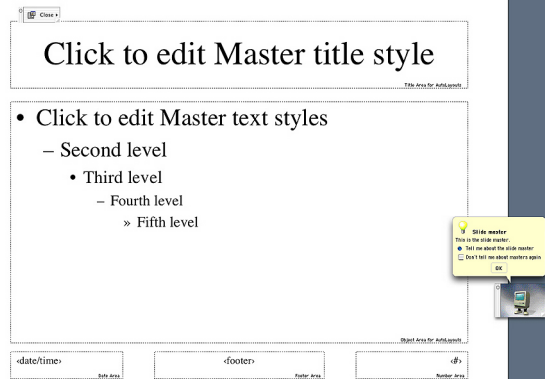 Close
Click to edit Master title style
Title Area for AutoLayouts
• Click to edit Master text styles
– Second level
• Third level
– Fourth level
» Fifth level
Slide master
This is the slide master.
Tell me about the slide master
Don't tell me about masters again
OK
Object Area for AutoLayouts
‹date/time›
‹footer›
‹#›
Date Area
Footer Area
Number Area